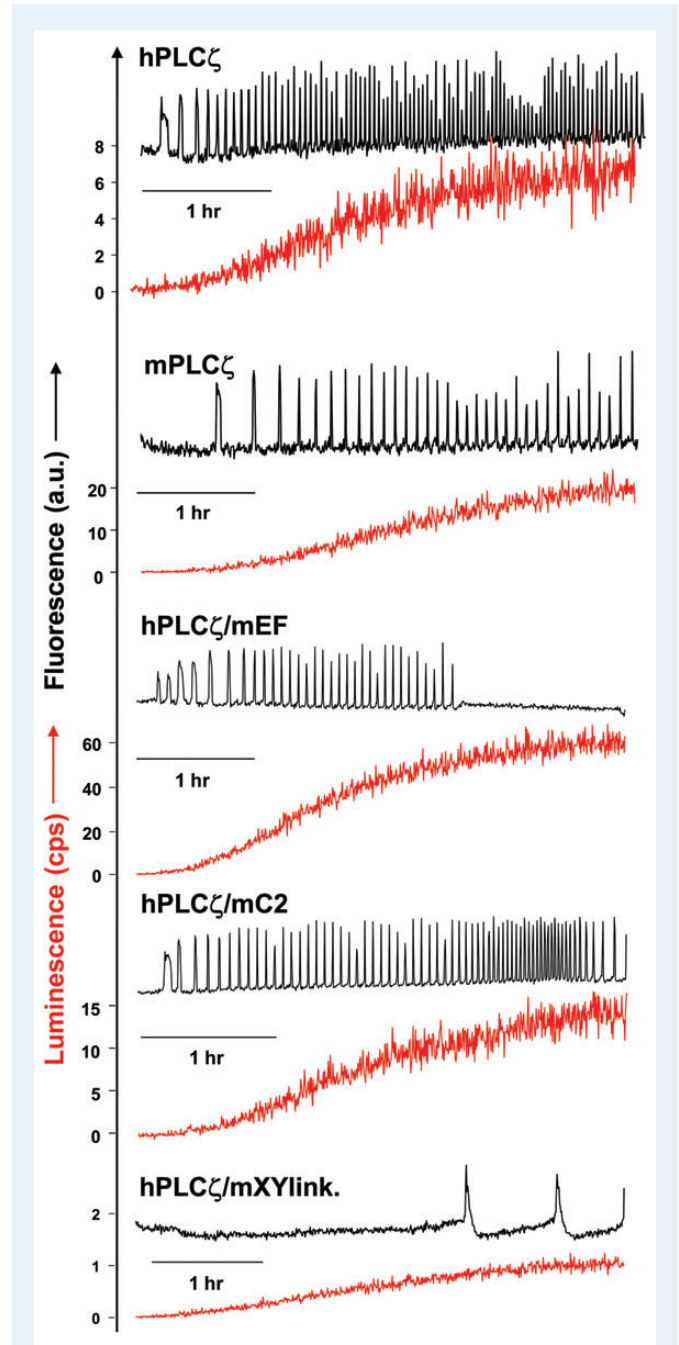 hPLCζ
8
6
4
2
0
1 hr
mPLCζ
20
10
0
1 hr
hPLCζ/mEF
60
40
20
0
1 hr
hPLCζ/mC2
15
10
5
0
1 hr
hPLCζ/mXYlink.
2
1
0
1 hr
Fluorescence (a.u.)
Luminescence (cps)